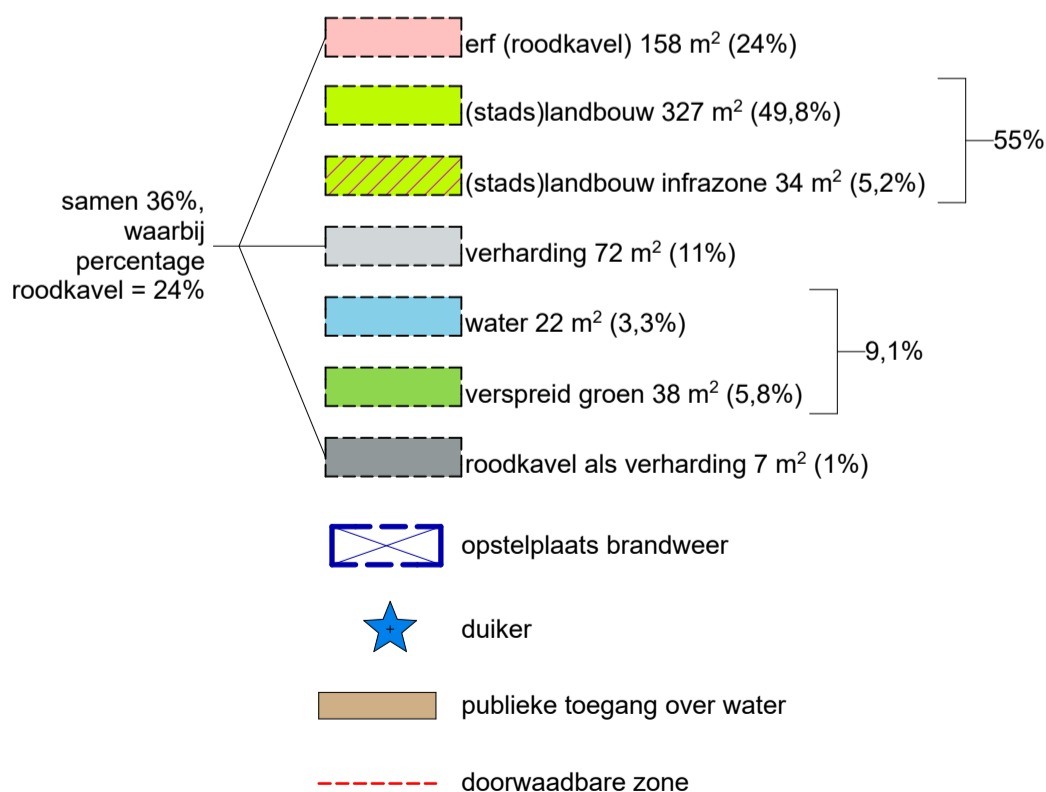 erf (roodkavel) 158 m² (24%)
(stads)landbouw 327 m² (49,8%)
55%
(stads)landbouw infrazone 34 m² (5,2%)
samen 36%,
waarbij
percentage
roodkavel = 24%
verharding 72 m² (11%)
water 22 m² (3,3%)
9,1%
verspreid groen 38 m² (5,8%)
roodkavel als verharding 7 m² (1%)
opstelplaats brandweer
duiker
publieke toegang over water
doorwaadbare zone